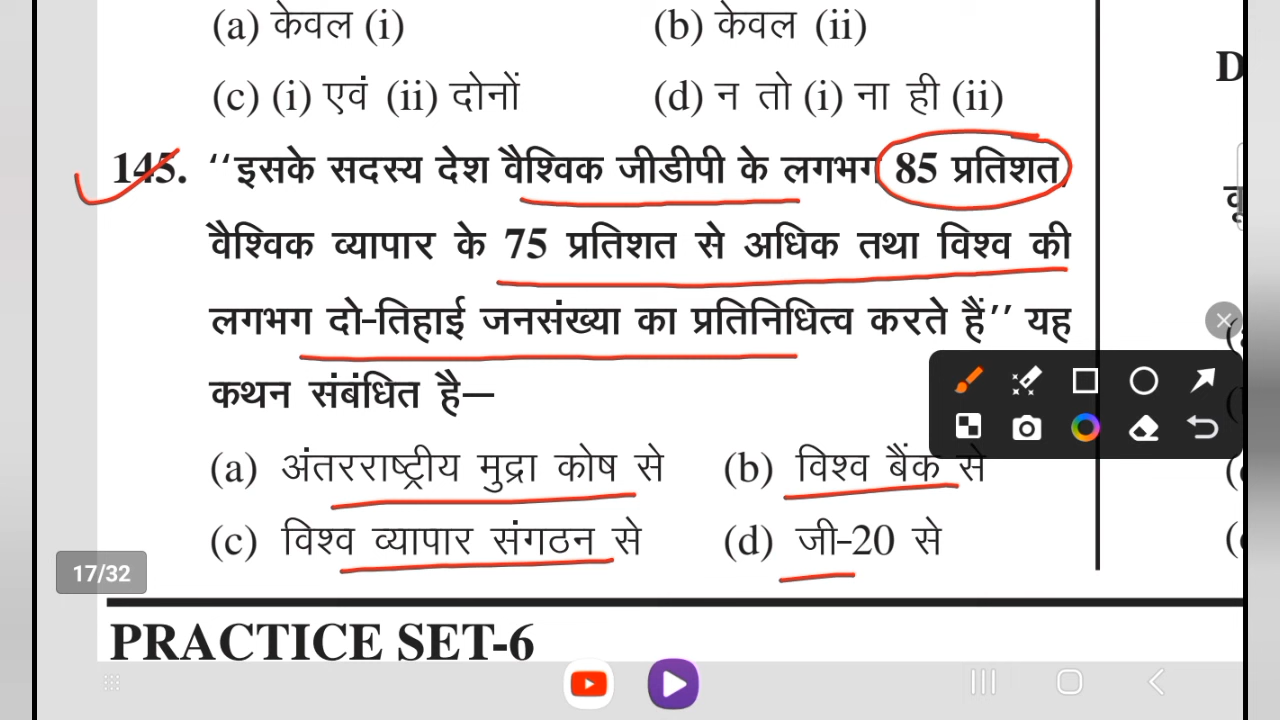 (a) केवल (i) (b) केवल (ii)
(c) (i) एवं (ii) दोनों (d) न तो (i) ना ही (ii)
145. ‘‘इसके सदस्य देश वैश्विक जीडीपी के लगभग 85 प्रतिशत,
वैश्विक व्यापार के 75 प्रतिशत से अधिक तथा विश्व की
लगभग दो-तिहाई जनसंख्या का प्रतिनिधित्व करते हैं’’ यह
कथन संबंधित है—
(a) अंतरराष्ट्रीय मुद्रा कोष से (b) विश्व बैंक से
(c) विश्व व्यापार संगठन से (d) जी-20 से
17/32
PRACTICE SET-6
D